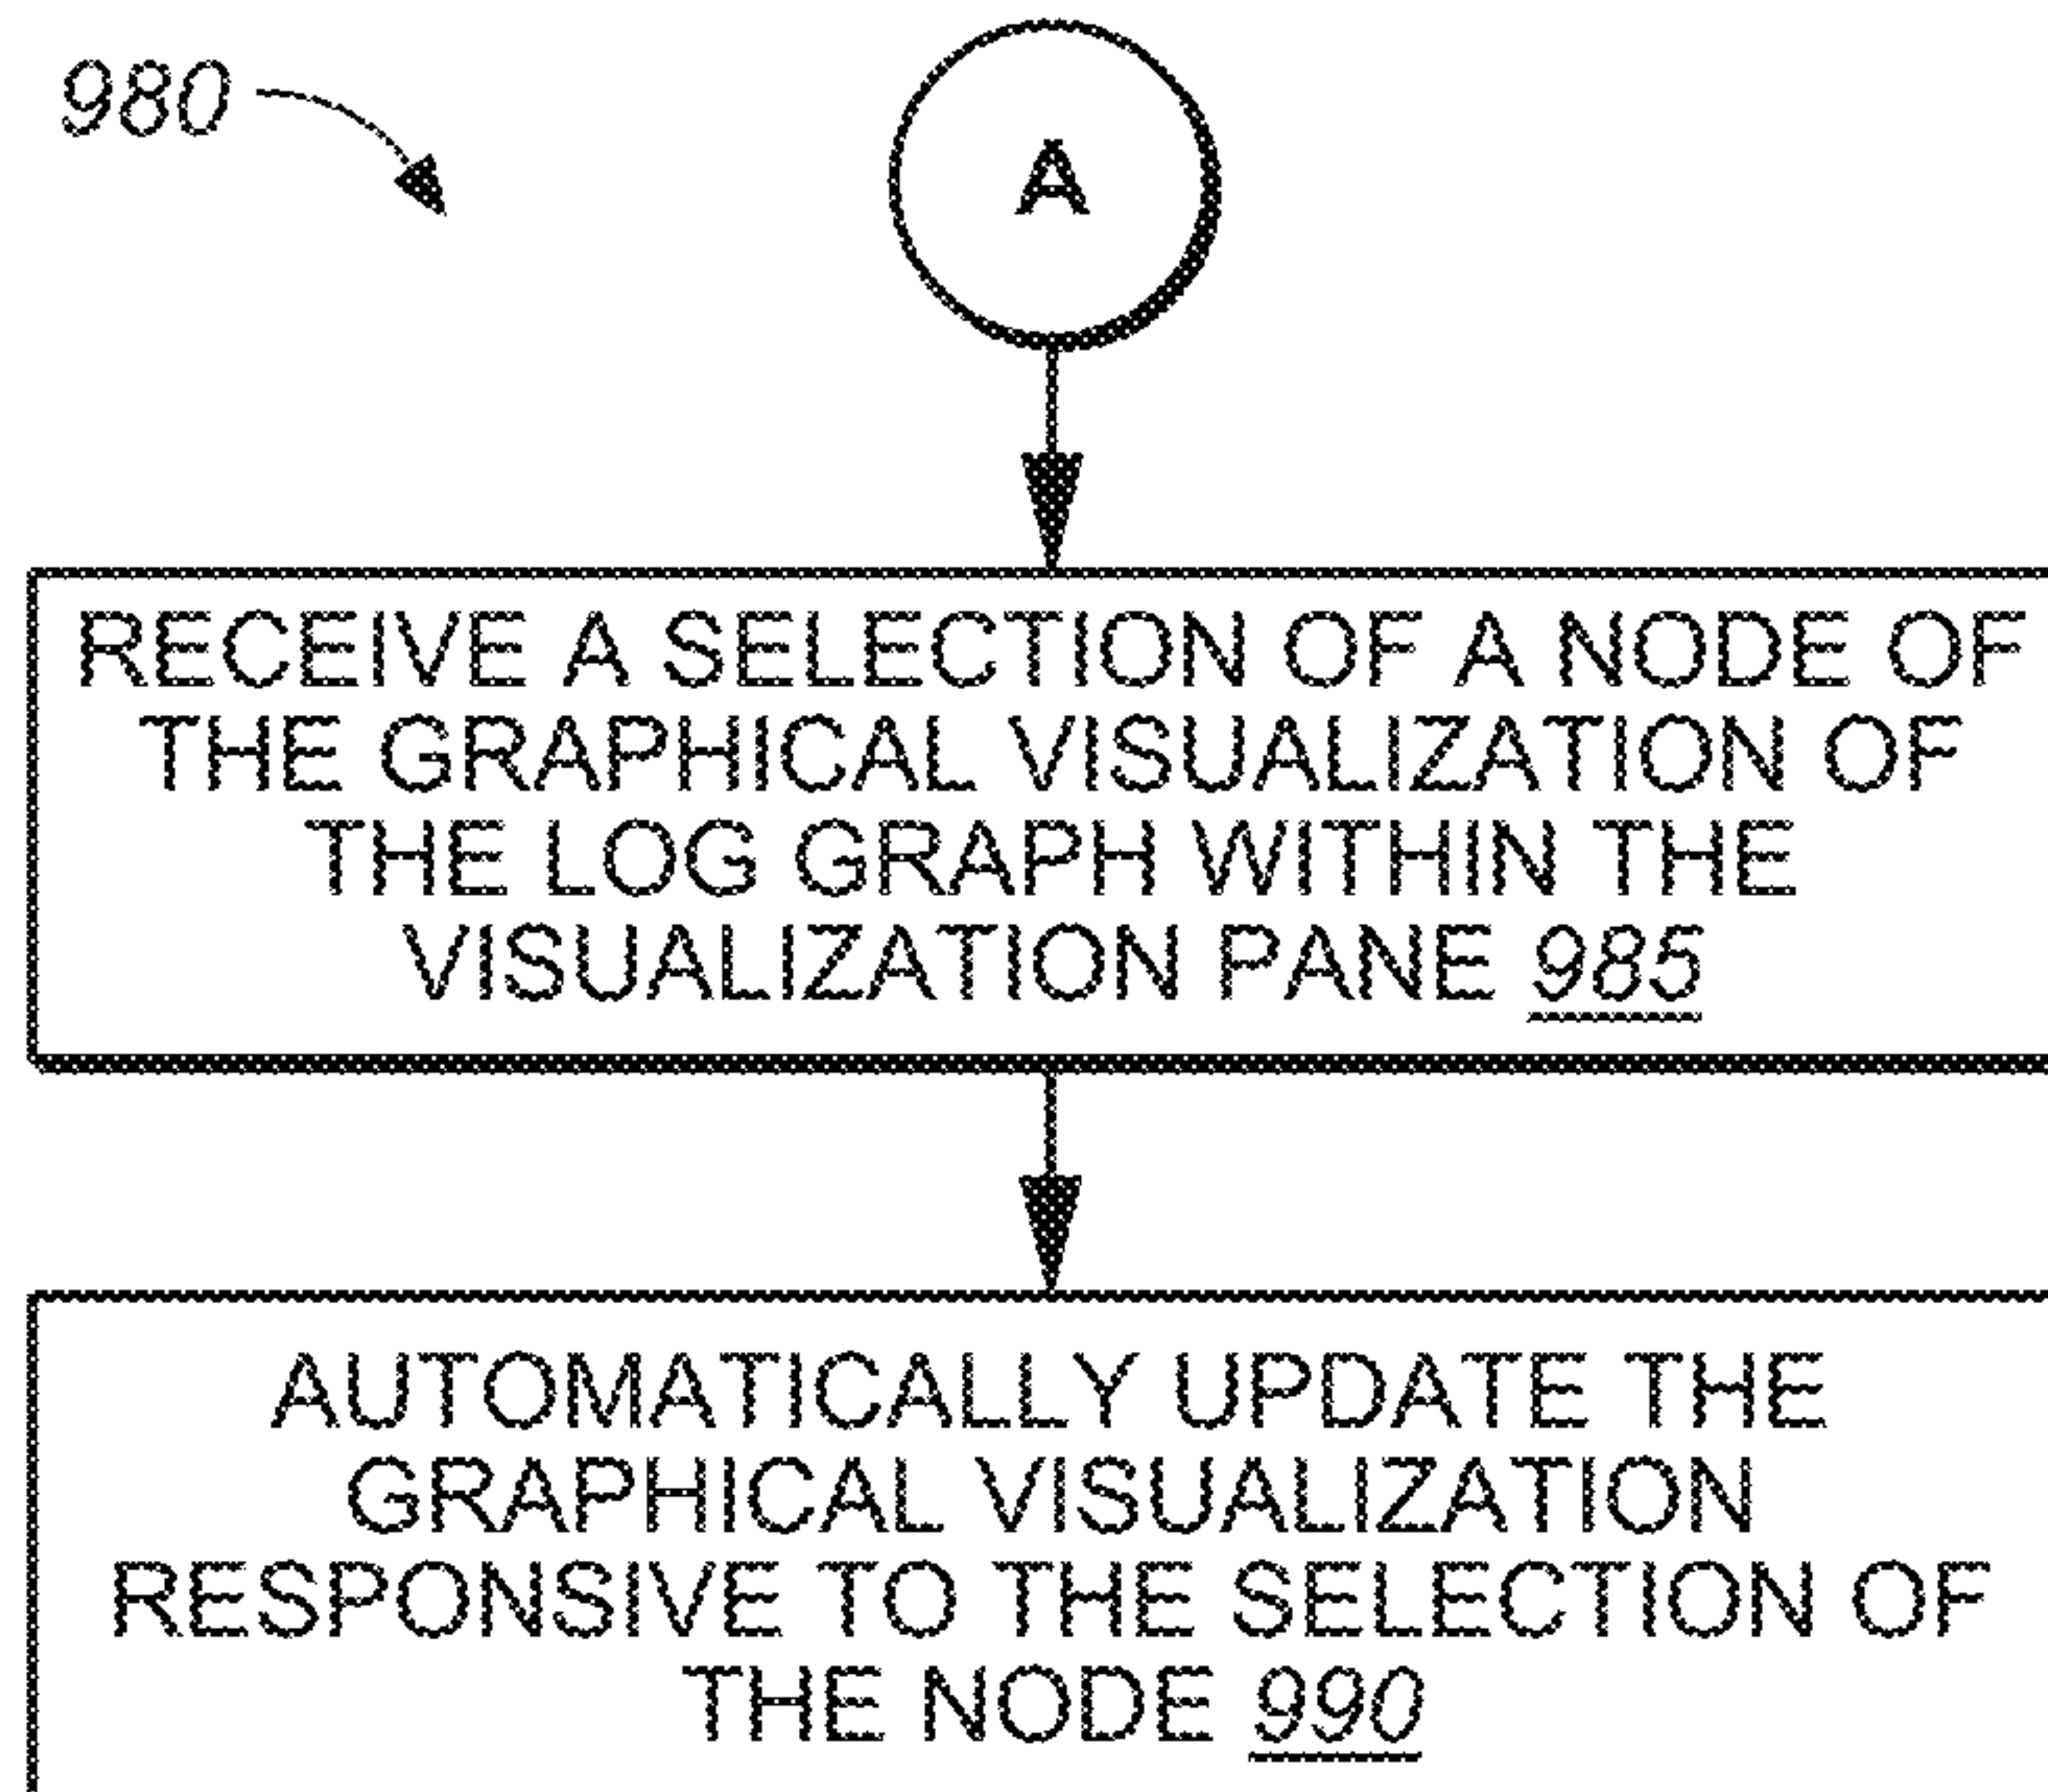 980
A
RECEIVE A SELECTION OF A NODE OF
THE GRAPHICAL VISUALIZATION OF
THE LOG GRAPH WITHIN THE
VISUALIZATION PANE 985
AUTOMATICALLY UPDATE THE
GRAPHICAL VISUALIZATION
RESPONSIVE TO THE SELECTION OF
THE NODE 990